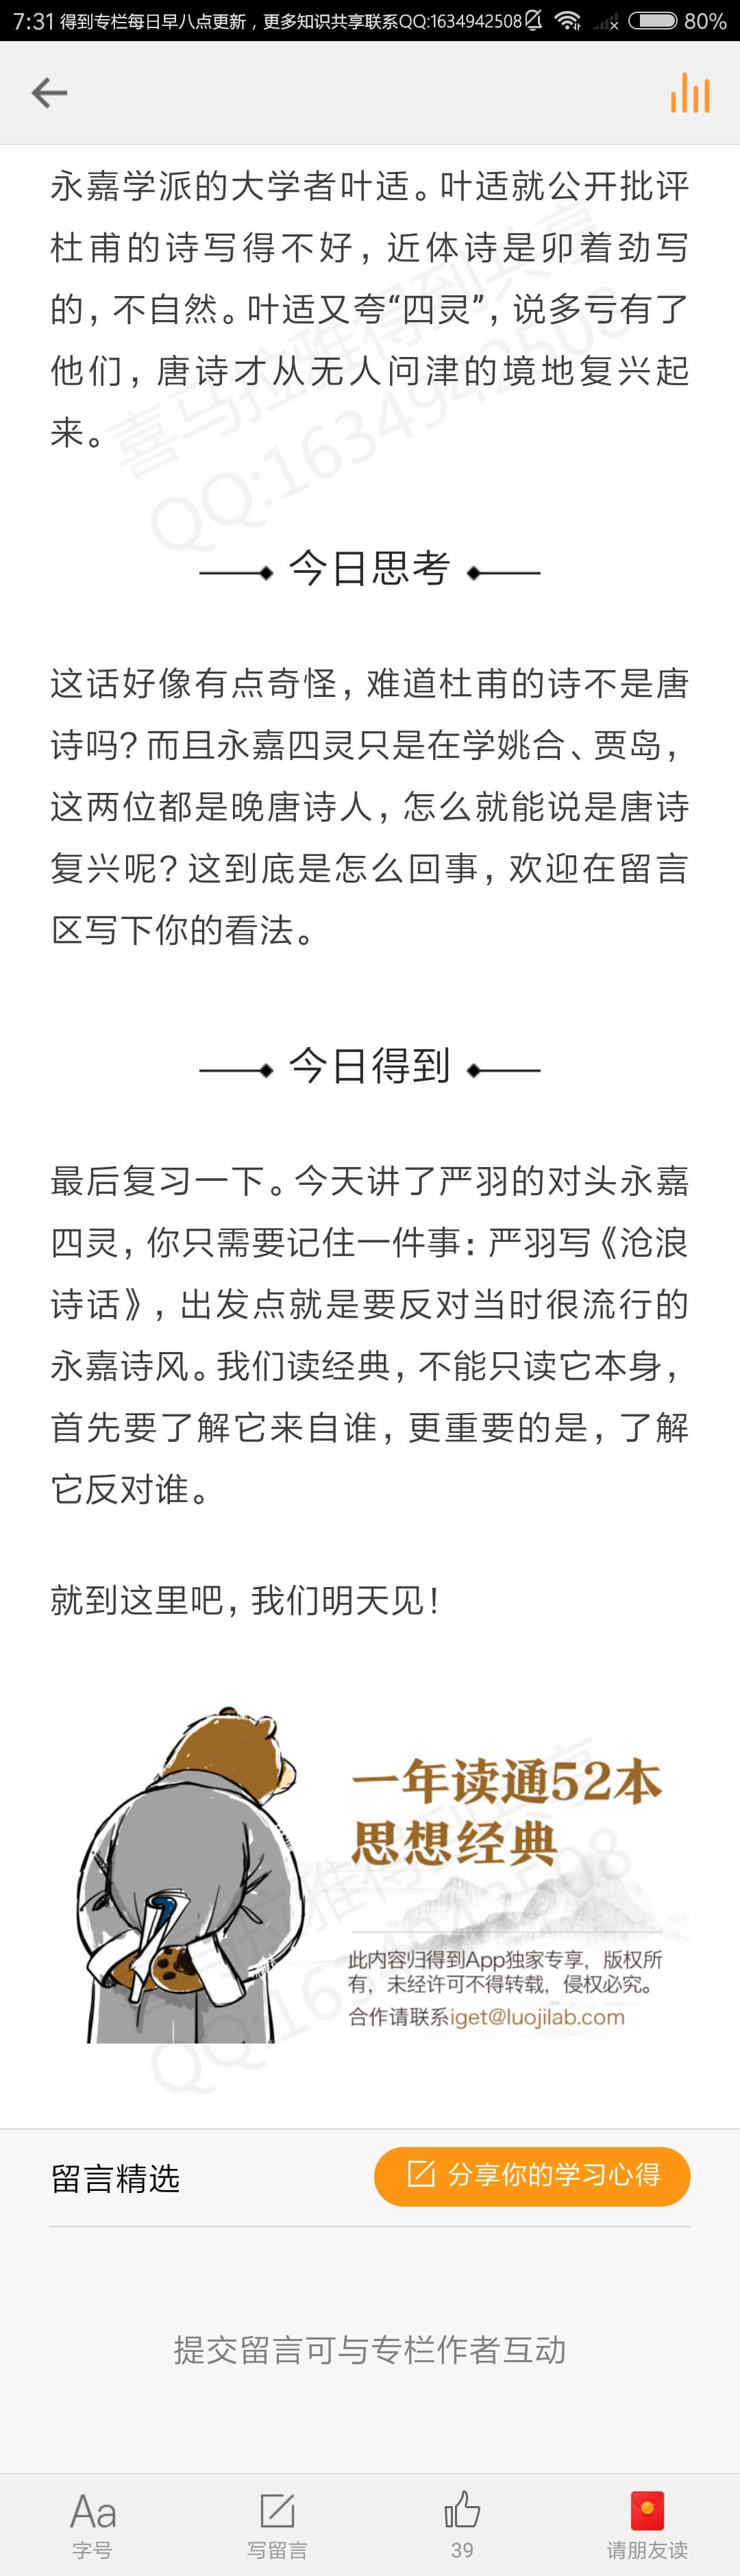 7:31 得到专栏每日早八点更新，更多知识共享联系QQ:1634942508 80%
永嘉学派的大学者叶适。叶适就公开批评
杜甫的诗写得不好，近体诗是卯着劲写
的，不自然。叶适又夸“四灵”，说多亏有了
他们，唐诗才从无人问津的境地复兴起
来。
喜马拉雅得到共享
QQ:1634942508
今日思考
这话好像有点奇怪，难道杜甫的诗不是唐
诗吗？而且永嘉四灵只是在学姚合、贾岛，
这两位都是晚唐诗人，怎么就能说是唐诗
复兴呢？这到底是怎么回事，欢迎在留言
区写下你的看法。
今日得到
最后复习一下。今天讲了严羽的对头永嘉
四灵，你只需要记住一件事：严羽写《沧浪
诗话》，出发点就是要反对当时很流行的
永嘉诗风。我们读经典，不能只读它本身，
首先要了解它来自谁，更重要的是，了解
它反对谁。
就到这里吧，我们明天见！
一年读通52本
思想经典
此内容归得到App独家专享，版权所
有，未经许可不得转载，侵权必究。
合作请联系iget@luojilab.com
留言精选
分享你的学习心得
提交留言可与专栏作者互动
Aa
字号 写留言 39 请朋友读